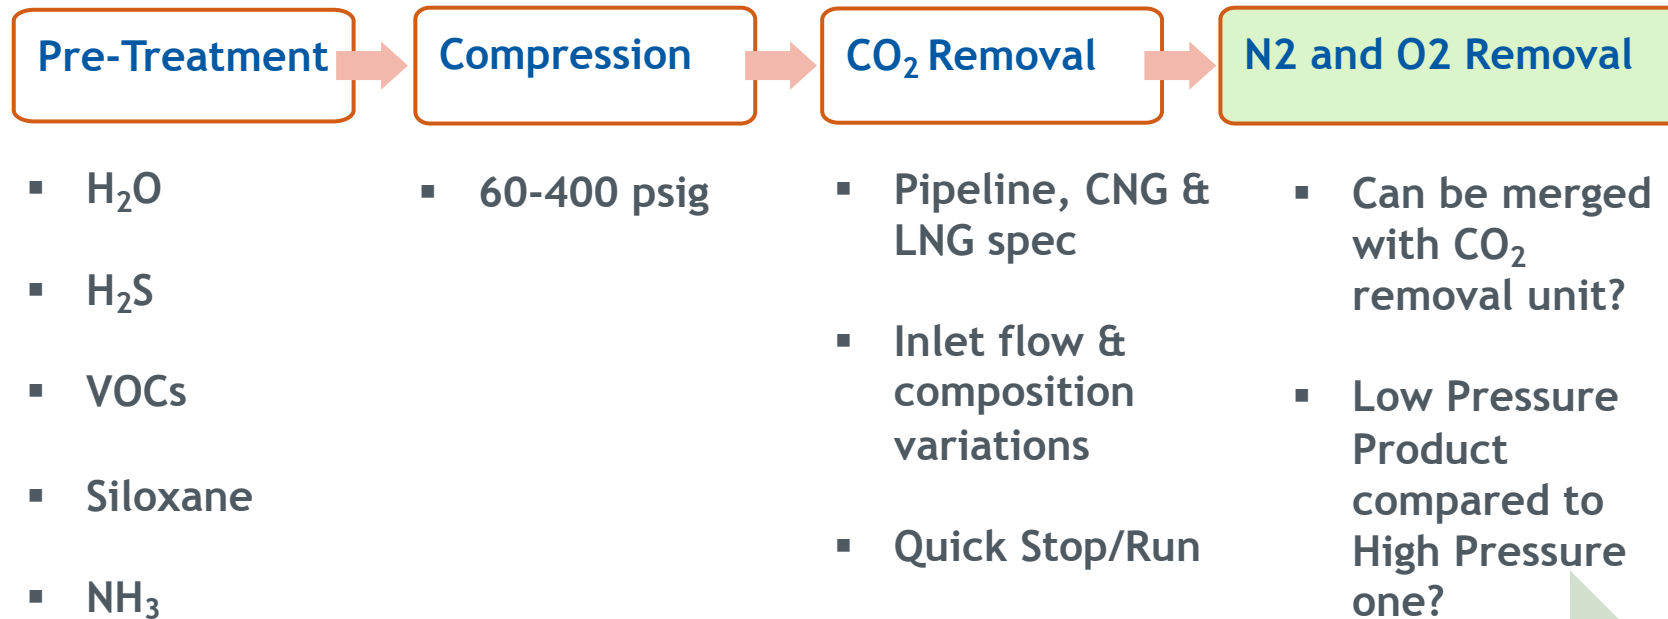 Pre-Treatment
Compression
CO₂ Removal
N2 and O2 Removal
▪ H₂O
▪ H₂S
▪ VOCs
▪ Siloxane
▪ NH₃
▪ 60-400 psig
▪ Pipeline, CNG &
LNG spec
▪ Inlet flow &
composition
variations
▪ Quick Stop/Run
▪ Can be merged
with CO₂
removal unit?
▪ Low Pressure
Product
compared to
High Pressure
one?